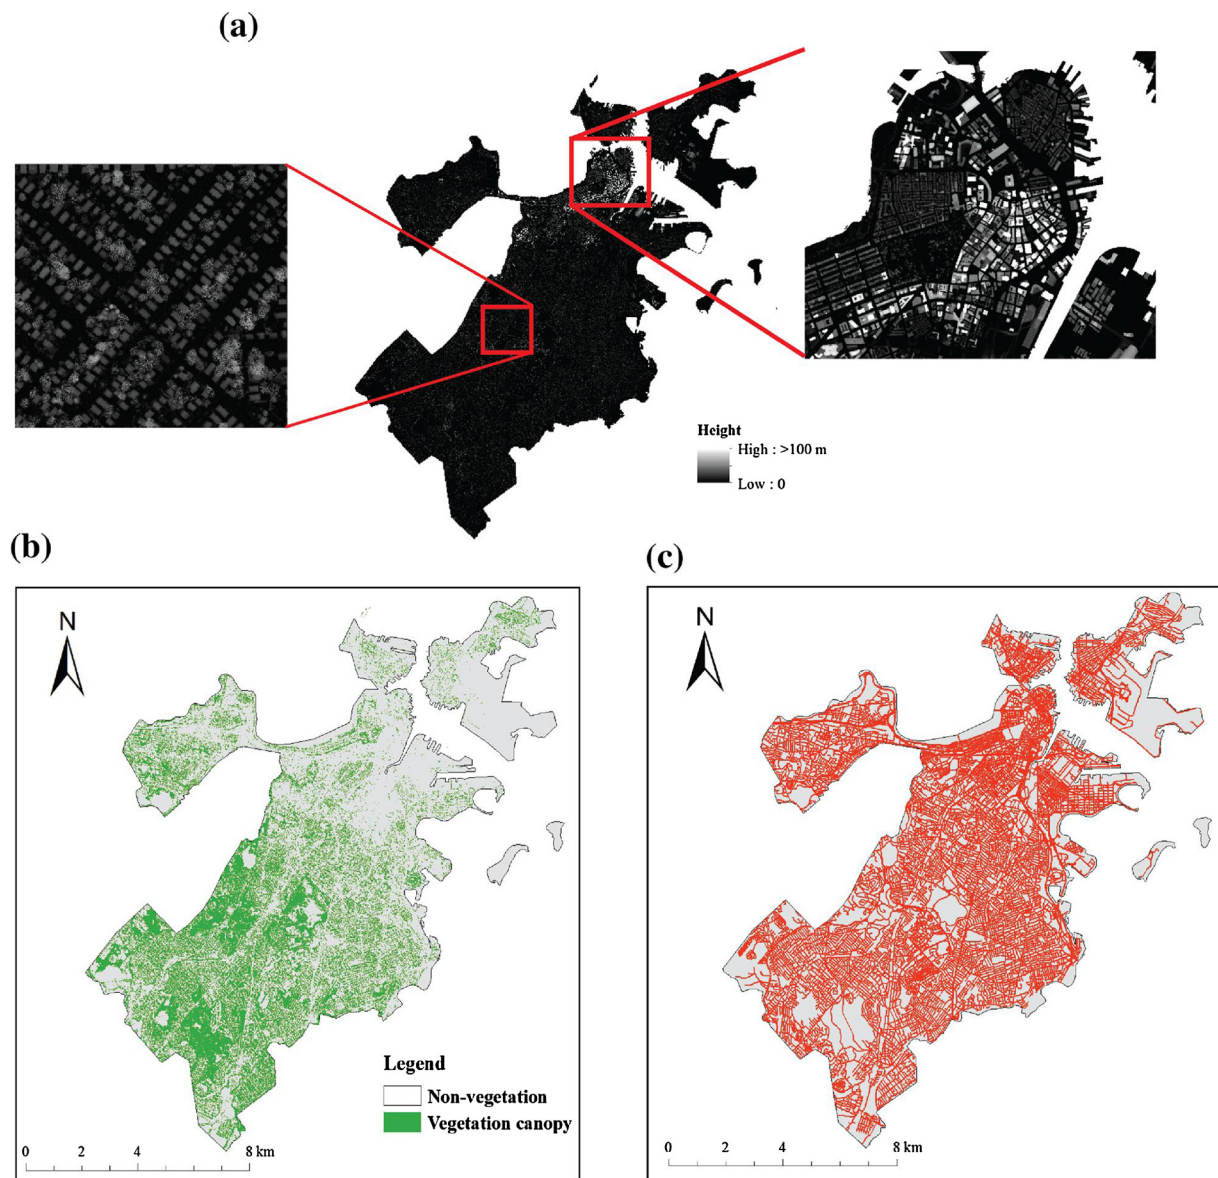 (a)
Height
High : >100 m
Low : 0
(b)
(c)
N
N
Legend
Non-vegetation
Vegetation canopy
0 2 4 8 km
0 2 4 8 km